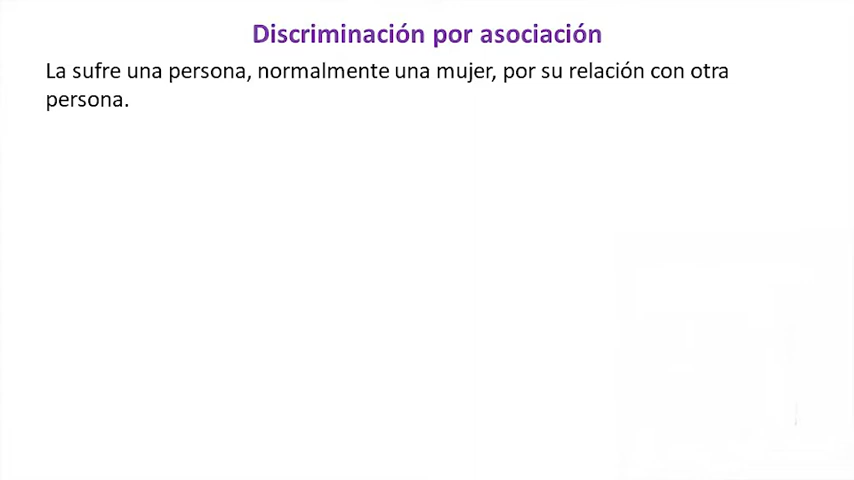 Discriminación por asociación
La sufre una persona, normalmente una mujer, por su relación con otra
persona.